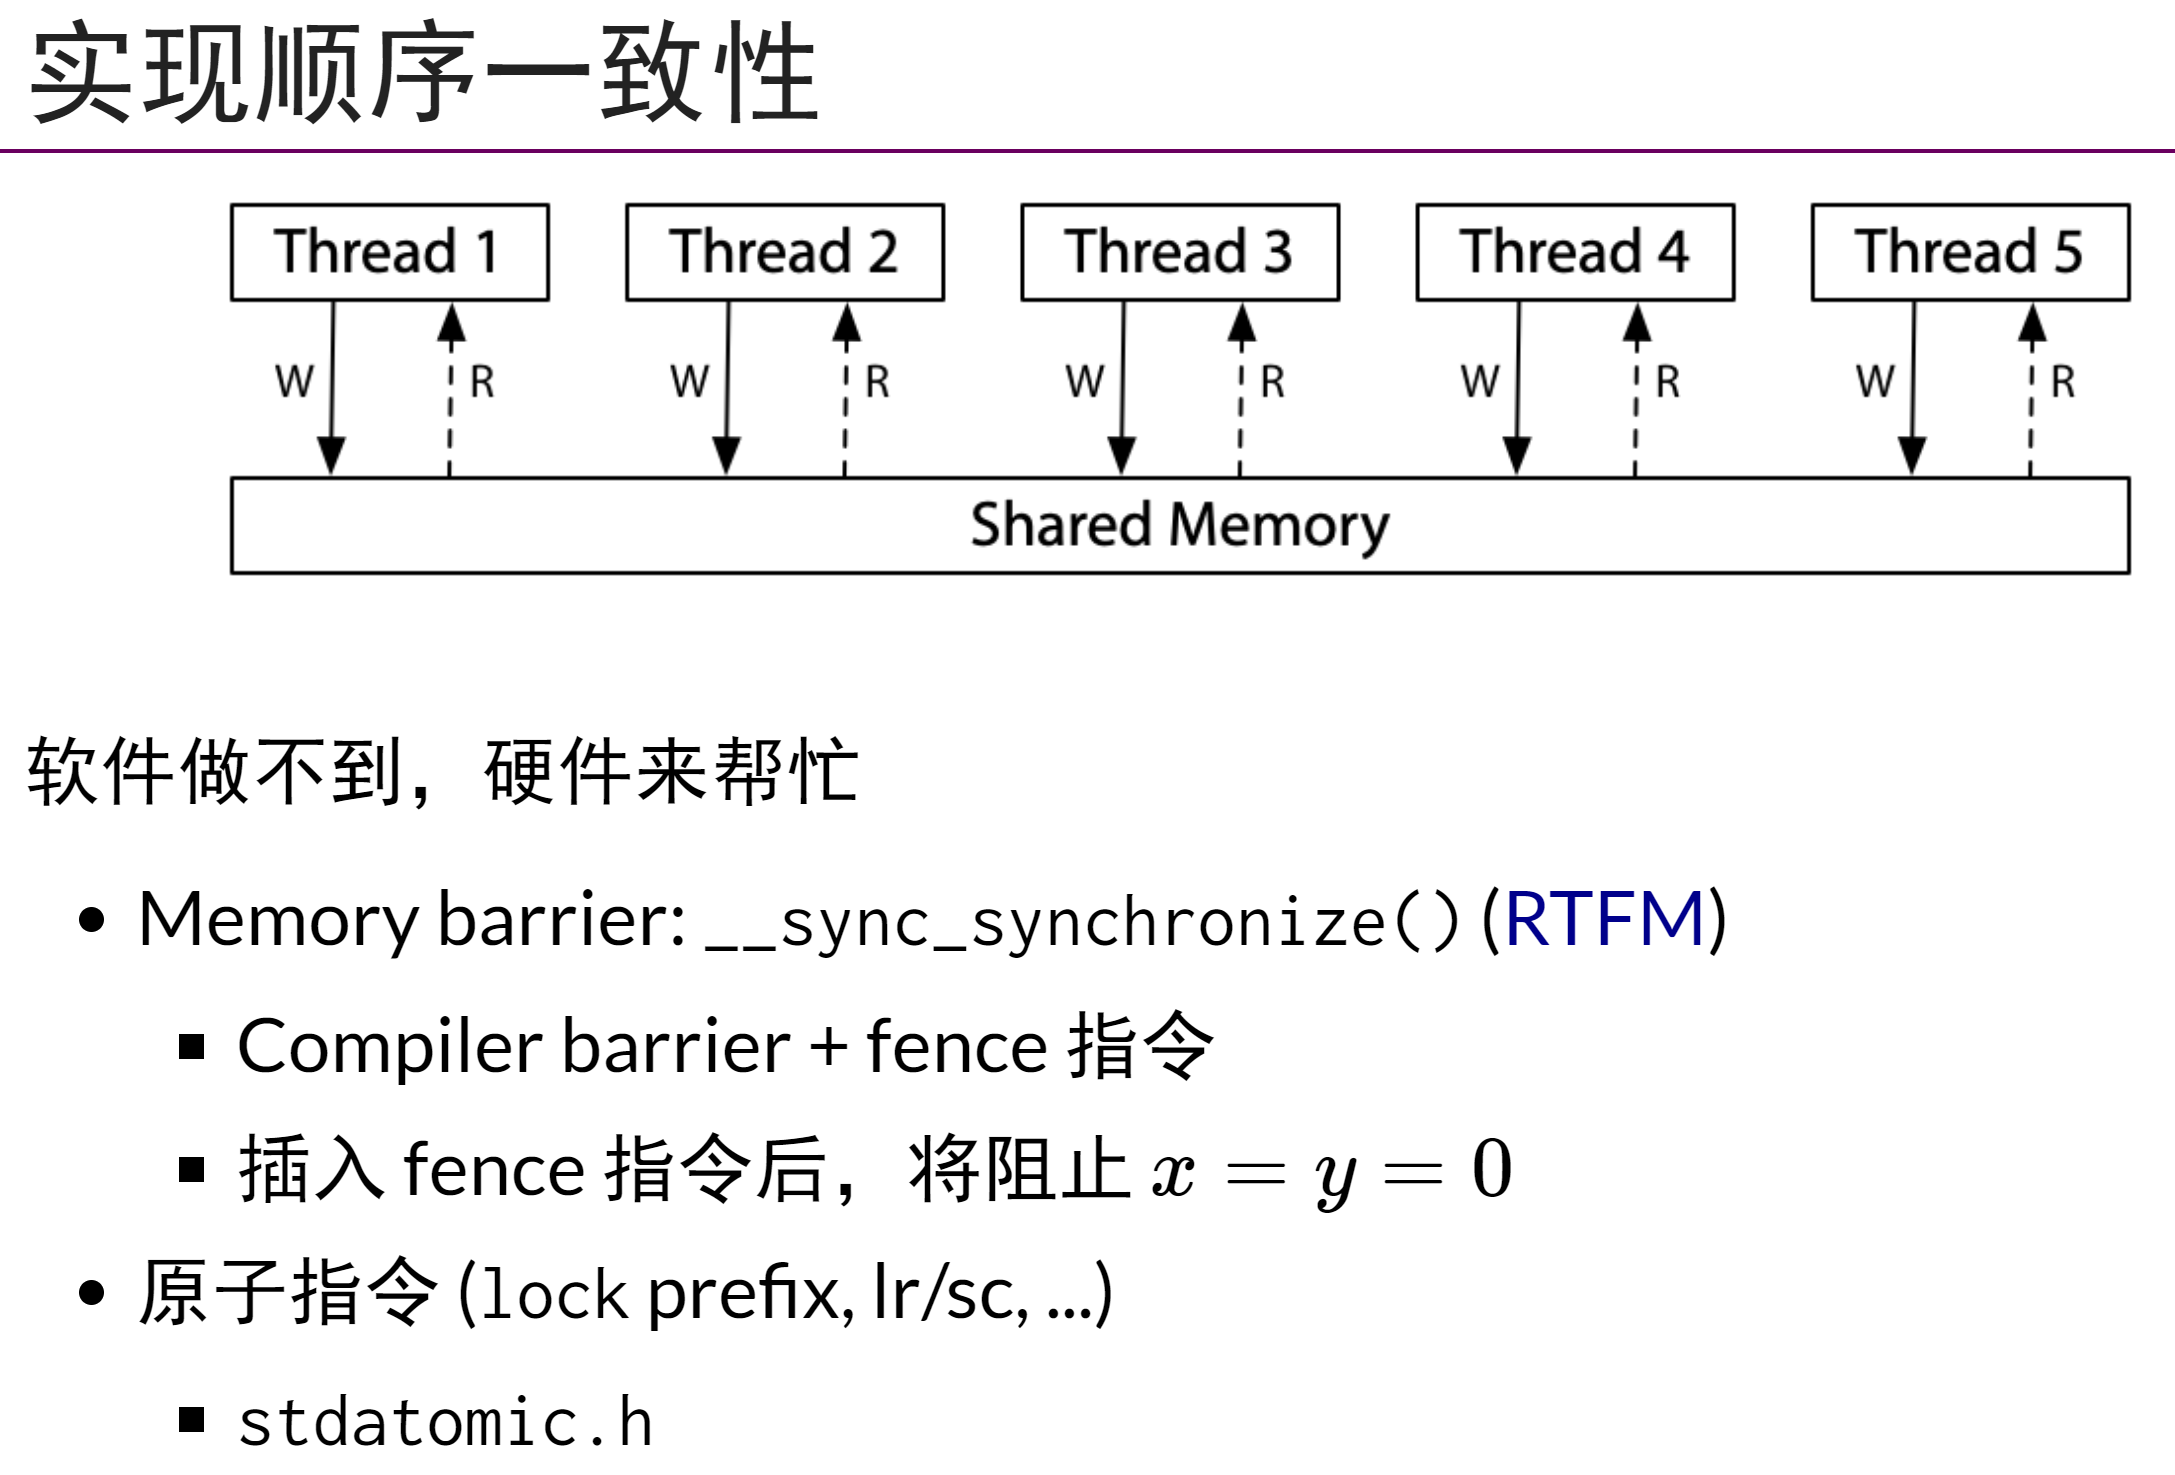 实现顺序一致性
Thread 1 Thread 2 Thread 3 Thread 4 Thread 5
W R W R W R W R W R
Shared Memory
软件做不到，硬件来帮忙
• Memory barrier: __sync_synchronize() (RTFM)
▪ Compiler barrier + fence 指令
▪ 插入 fence 指令后，将阻止 x = y = 0
• 原子指令 (lock prefix, lr/sc, ...)
▪ stdatomic.h